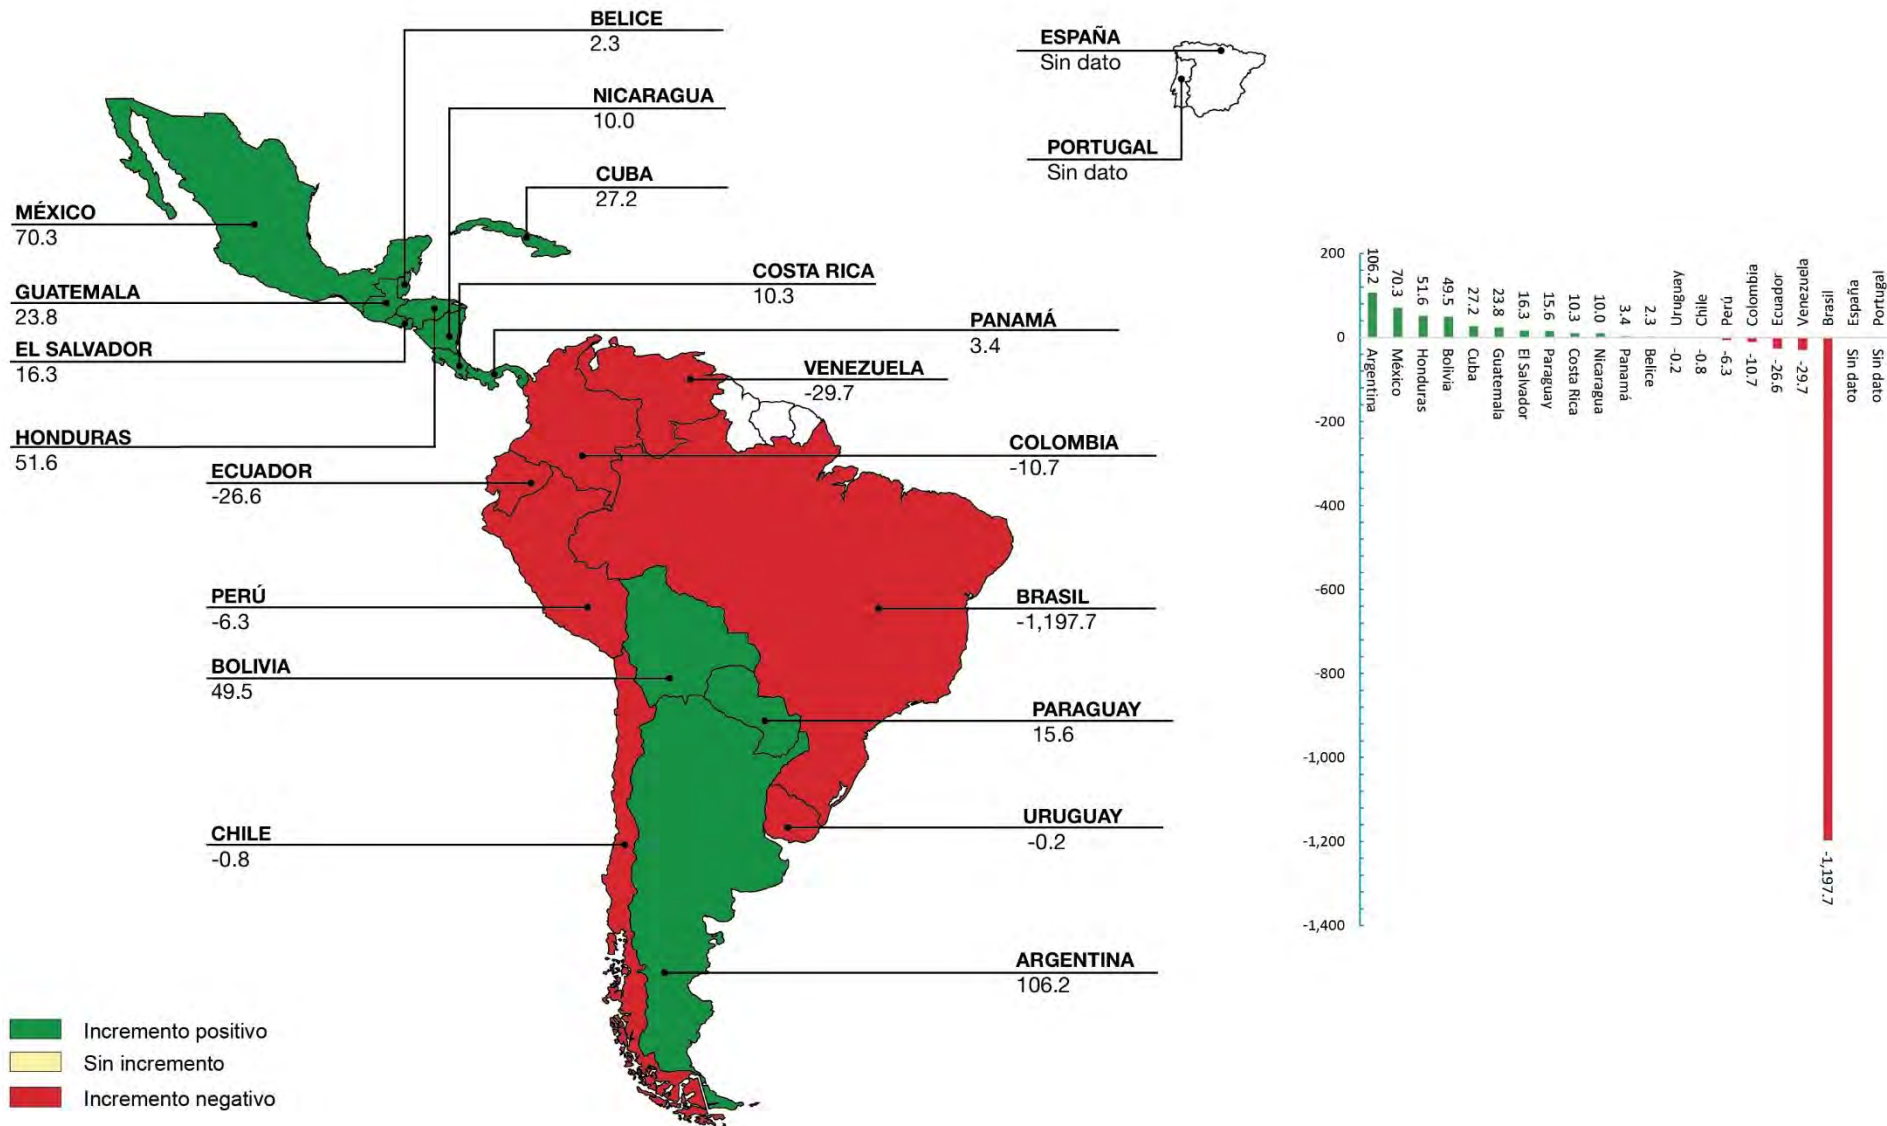 BELICE
2.3
NICARAGUA
10.0
CUBA
27.2
MÉXICO
70.3
GUATEMALA
23.8
EL SALVADOR
16.3
HONDURAS
51.6
COSTA RICA
10.3
PANAMÁ
3.4
VENEZUELA
-29.7
COLOMBIA
-10.7
ECUADOR
-26.6
PERÚ
-6.3
BRASIL
-1,197.7
BOLIVIA
49.5
PARAGUAY
15.6
CHILE
-0.8
URUGUAY
-0.2
ARGENTINA
106.2
ESPAÑA
Sin dato
PORTUGAL
Sin dato
Incremento positivo
Sin incremento
Incremento negativo
200
0
-200
-400
-600
-800
-1,000
-1,200
-1,400
106.2
Argentina
70.3
México
51.6
Honduras
49.5
Bolivia
27.2
Cuba
23.8
Guatemala
16.3
El Salvador
15.6
Paraguay
10.3
Costa Rica
10.0
Nicaragua
3.4
Panamá
2.3
Belice
Uruguay
-0.2
Chile
-0.8
Perú
-6.3
Colombia
-10.7
Ecuador
-26.6
Venezuela
-29.7
Brasil
-1,197.7
España
Sin dato
Portugal
Sin dato